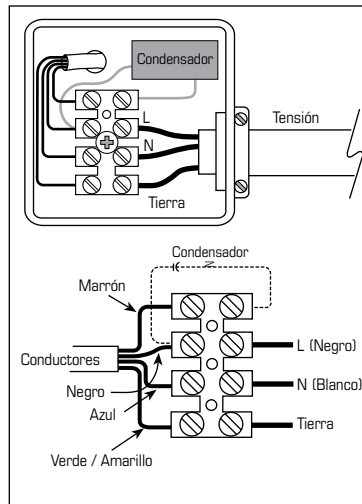 Condensador
L
Tensión
N
Tierra
Condensador
Marrón
L (Negro)
Conductores
N (Blanco)
Negro
Azul
Tierra
Verde / Amarillo